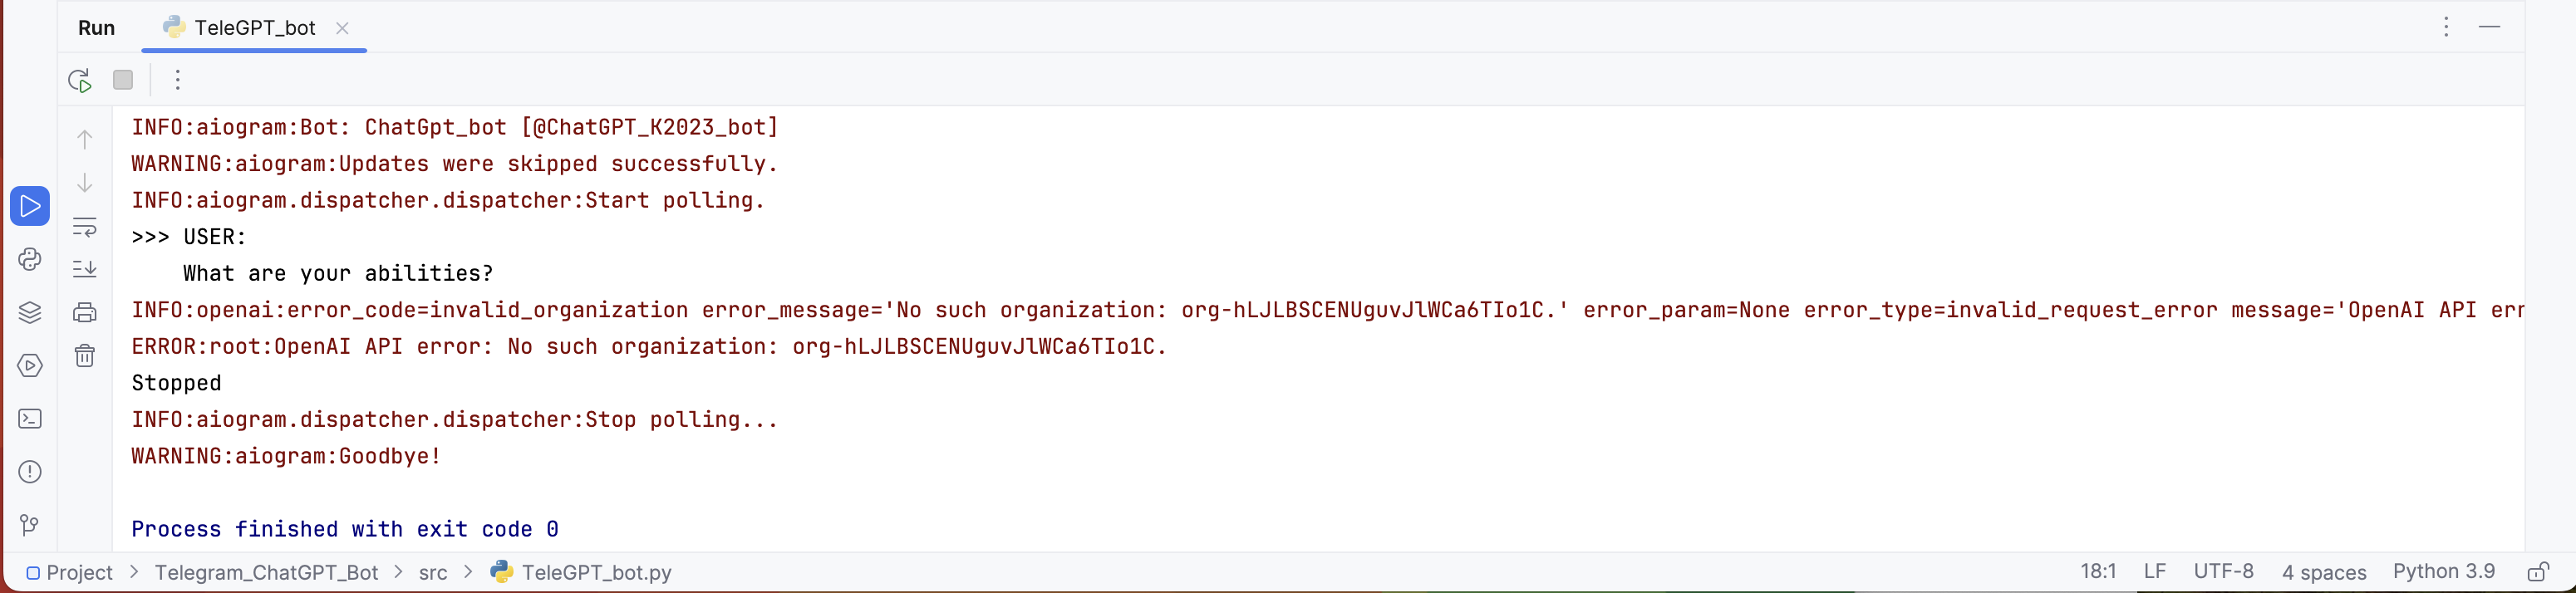 Run TeleGPT_bot
INFO:aiogram:Bot: ChatGpt_bot [@ChatGPT_K2023_bot]
WARNING:aiogram:Updates were skipped successfully.
INFO:aiogram.dispatcher.dispatcher:Start polling.
>>> USER:
What are your abilities?
INFO:openai:error_code=invalid_organization error_message='No such organization: org-hLJLBSCENUguvJlWCa6TIo1C.' error_param=None error_type=invalid_request_error message='OpenAI API err
ERROR:root:OpenAI API error: No such organization: org-hLJLBSCENUguvJlWCa6TIo1C.
Stopped
INFO:aiogram.dispatcher.dispatcher:Stop polling...
WARNING:aiogram:Goodbye!
Process finished with exit code 0
Project > Telegram_ChatGPT_Bot > src > TeleGPT_bot.py 18:1 LF UTF-8 4 spaces Python 3.9